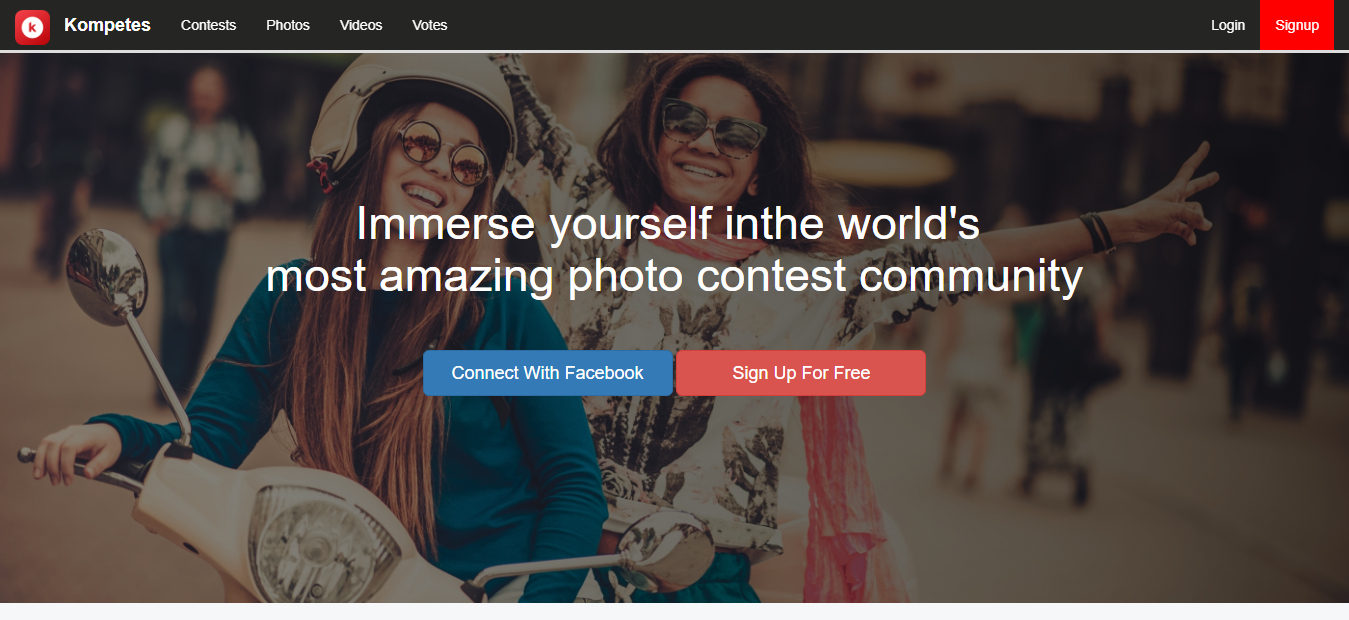 k
Kompetes Contests Photos Videos Votes Login Signup
Immerse yourself inthe world's
most amazing photo contest community
Connect With Facebook Sign Up For Free